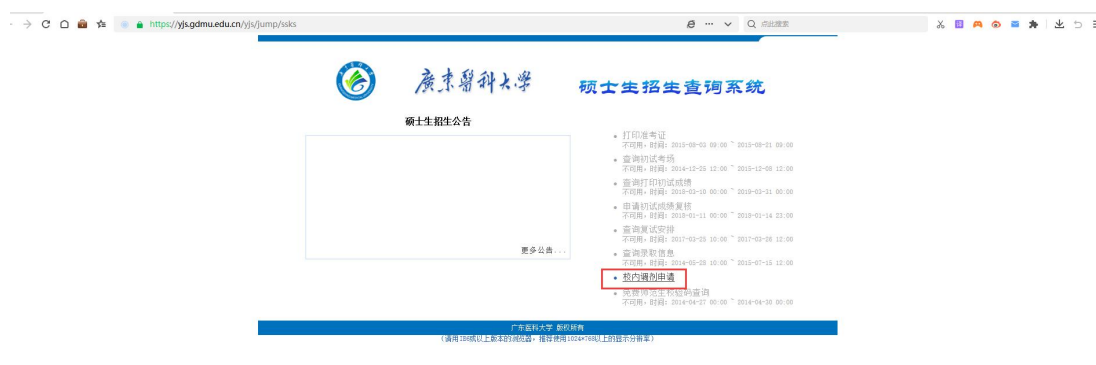 https://yjs.gdmu.edu.cn/yjs/jump/ssks
点此搜索
廣東醫科大學
硕士生招生查询系统
硕士生招生公告
更多公告...
打印准考证
不可用，时间：2015-08-03 09:00 ~ 2015-08-21 09:00
查询初试考场
不可用，时间：2014-12-25 12:00 ~ 2015-12-08 12:00
查询打印初试成绩
不可用，时间：2018-03-10 00:00 ~ 2018-03-21 00:00
申请初试成绩复核
不可用，时间：2018-01-11 00:00 ~ 2018-01-14 23:00
查询复试安排
不可用，时间：2017-03-25 10:00 ~ 2017-03-28 12:00
查询录取信息
不可用，时间：2014-05-28 10:00 ~ 2015-07-15 12:00
校内调剂申请
免费师范生校验码查询
不可用，时间：2014-04-27 00:00 ~ 2014-04-30 00:00
广东医科大学 版权所有
(请用IE6或以上版本的浏览器，推荐使用1024*768以上的显示分辨率)